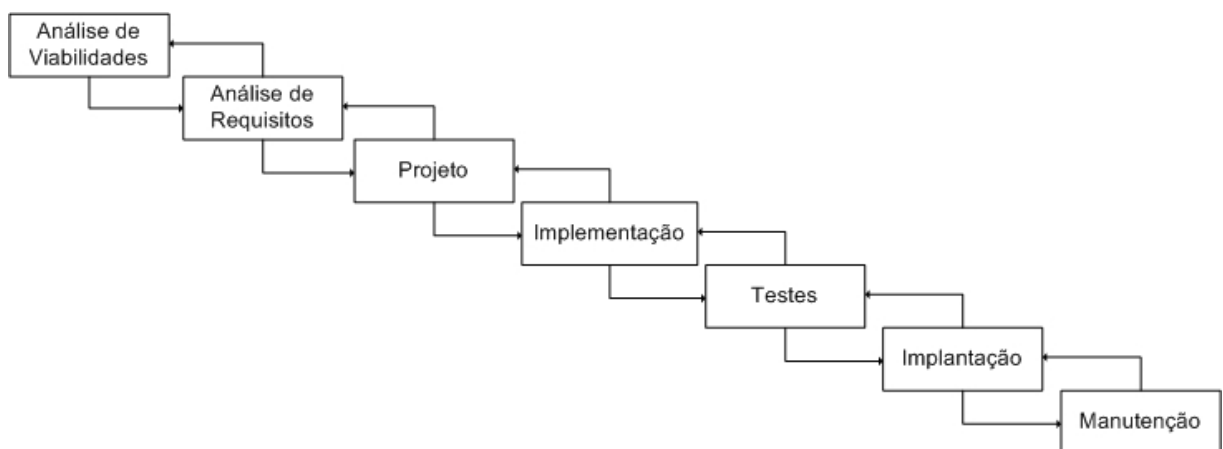 Análise de
Viabilidades
Análise de
Requisitos
Projeto
Implementação
Testes
Implantação
Manutenção